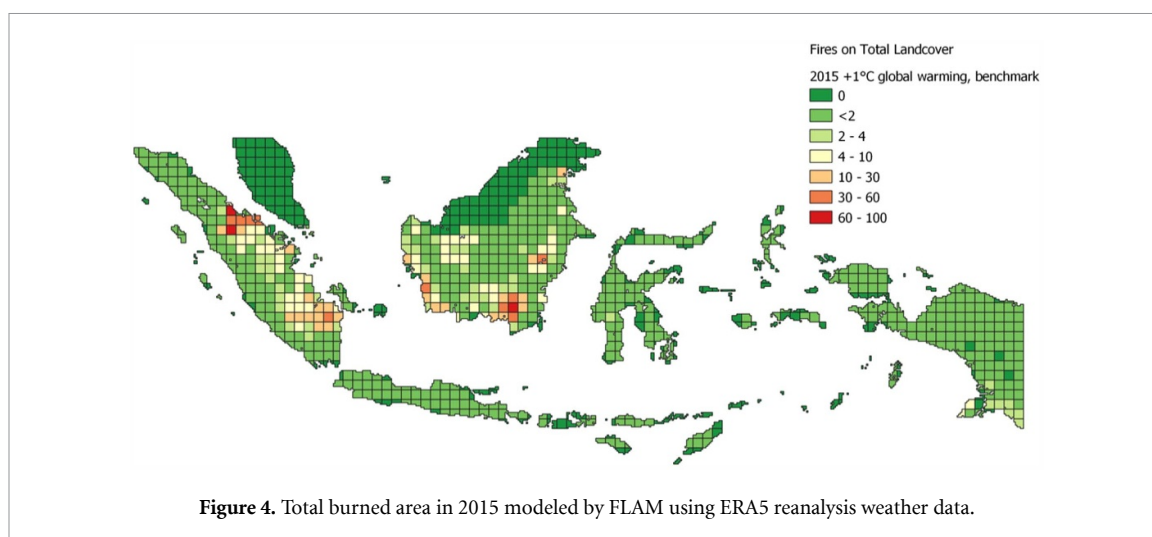 Fires on Total Landcover
2015 +1°C global warming, benchmark
0
<2
2 - 4
4 - 10
10 - 30
30 - 60
60 - 100
Figure 4. Total burned area in 2015 modeled by FLAM using ERA5 reanalysis weather data.